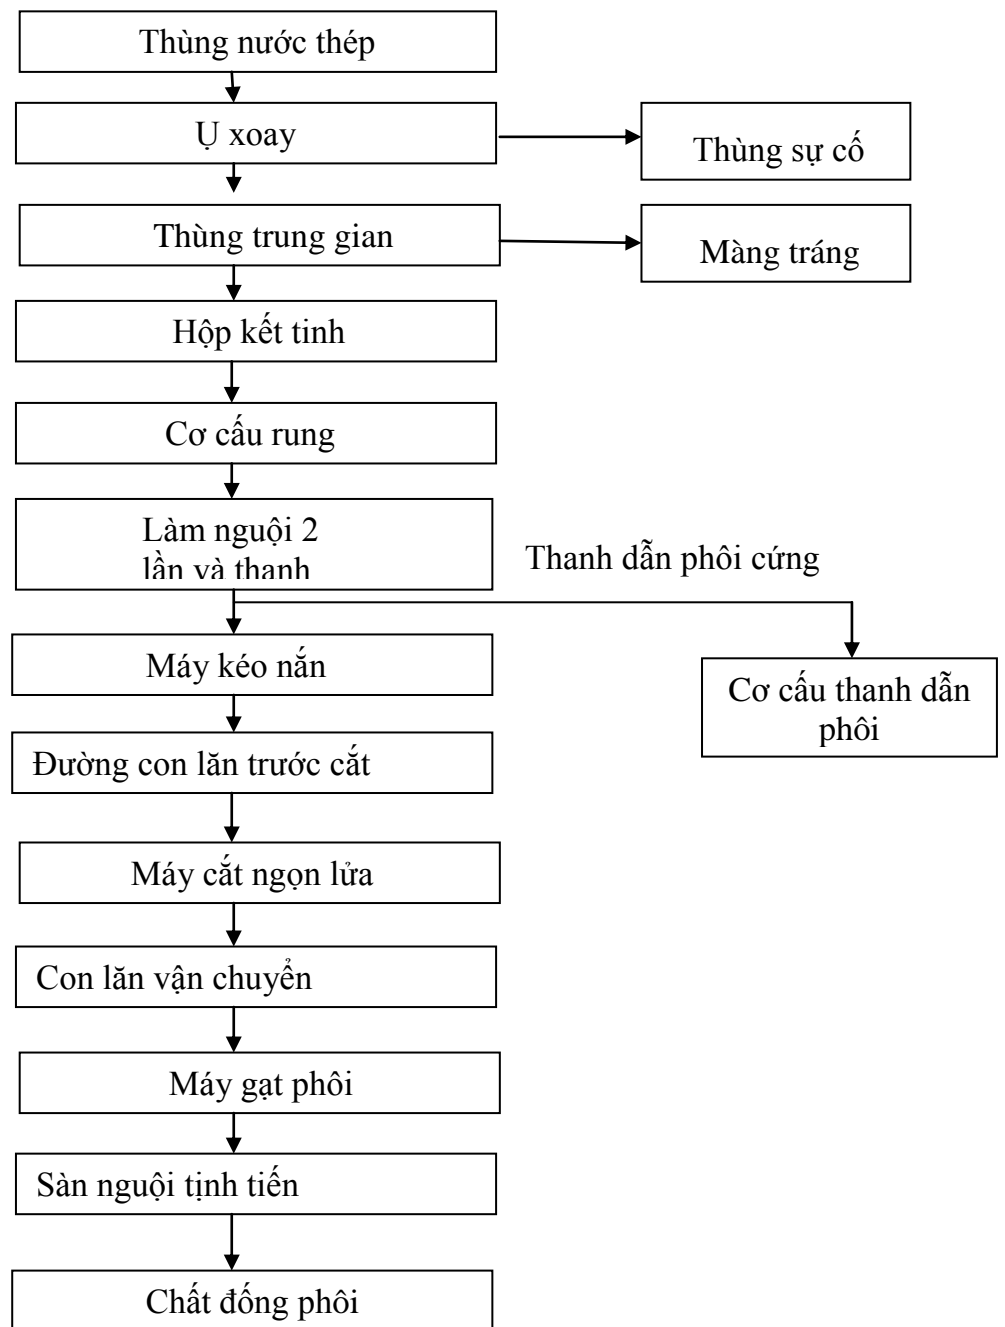 Thùng nước thép
Ụ xoay
Thùng sự cố
Thùng trung gian
Màng tráng
Hộp kết tinh
Cơ cấu rung
Làm nguội 2
lần và thanh
Thanh dẫn phôi cứng
Máy kéo nắn
Cơ cấu thanh dẫn
phôi
Đường con lăn trước cắt
Máy cắt ngọn lửa
Con lăn vận chuyển
Máy gạt phôi
Sàn nguội tịnh tiến
Chất đống phôi